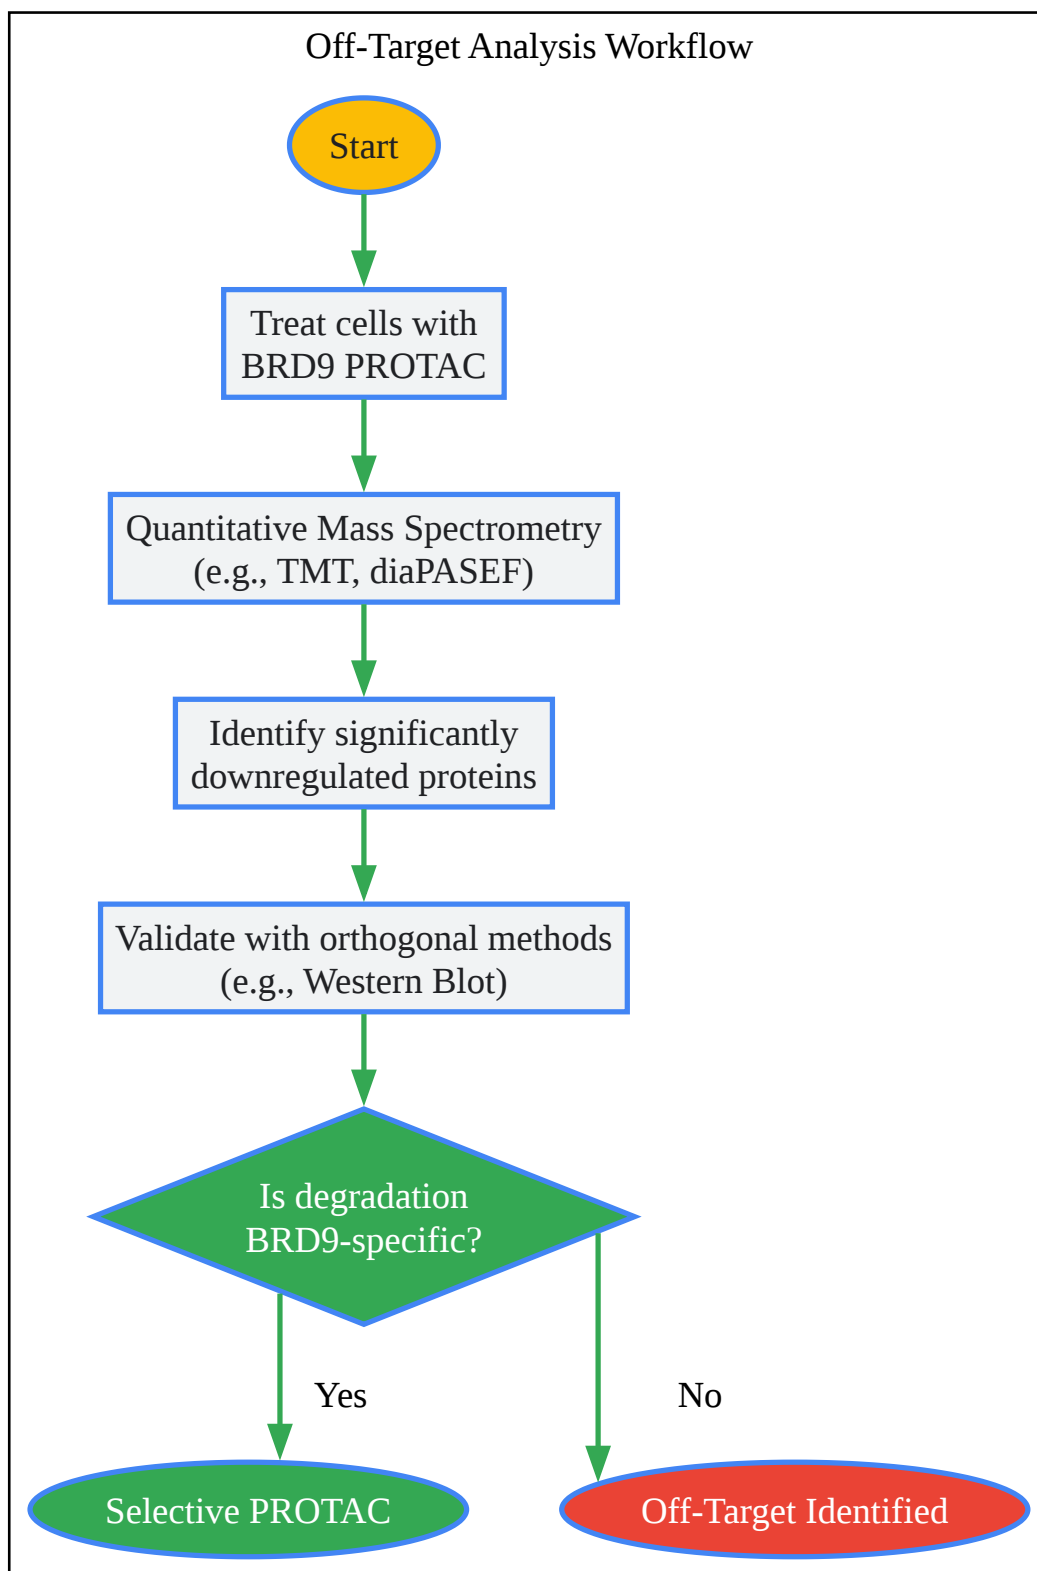 Off-Target Analysis Workflow
Start
Treat cells with
BRD9 PROTAC
Quantitative Mass Spectrometry
(e.g., TMT, diaPASEF)
Identify significantly
downregulated proteins
Validate with orthogonal methods
(e.g., Western Blot)
Is degradation
BRD9-specific?
Yes
No
Selective PROTAC
Off-Target Identified